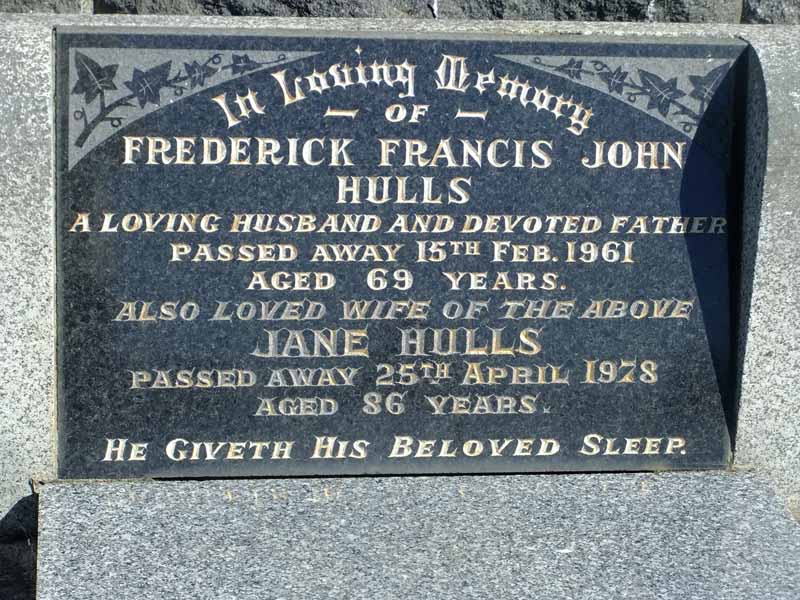 In Loving Memory
— OF —
FREDERICK FRANCIS JOHN
HULLS
A LOVING HUSBAND AND DEVOTED FATHER
PASSED AWAY 15TH FEB. 1961
AGED 69 YEARS.
ALSO LOVED WIFE OF THE ABOVE
JANE HULLS
PASSED AWAY 25TH APRIL 1978
AGED 86 YEARS.
HE GIVETH HIS BELOVED SLEEP.